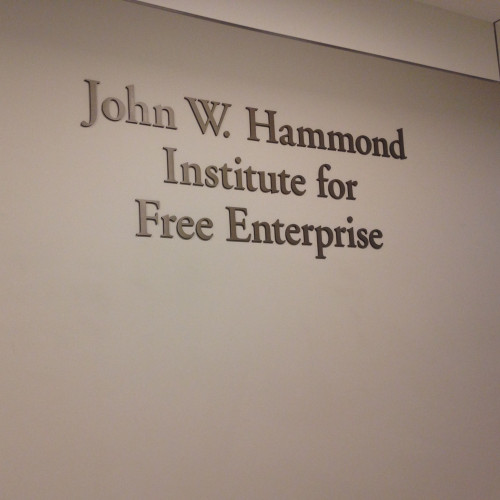 John W. Hammond
Institute for
Free Enterprise